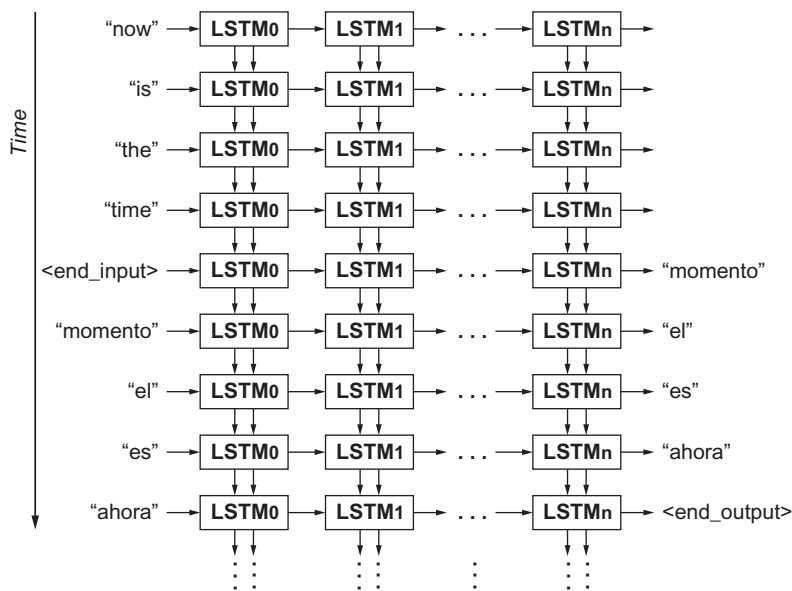 Time
“now” LSTM0 LSTM1 . . . LSTMn
“is” LSTM0 LSTM1 . . . LSTMn
“the” LSTM0 LSTM1 . . . LSTMn
“time” LSTM0 LSTM1 . . . LSTMn
<end_input> LSTM0 LSTM1 . . . LSTMn “momento”
“momento” LSTM0 LSTM1 . . . LSTMn “el”
“el” LSTM0 LSTM1 . . . LSTMn “es”
“es” LSTM0 LSTM1 . . . LSTMn “ahora”
“ahora” LSTM0 LSTM1 . . . LSTMn <end_output>